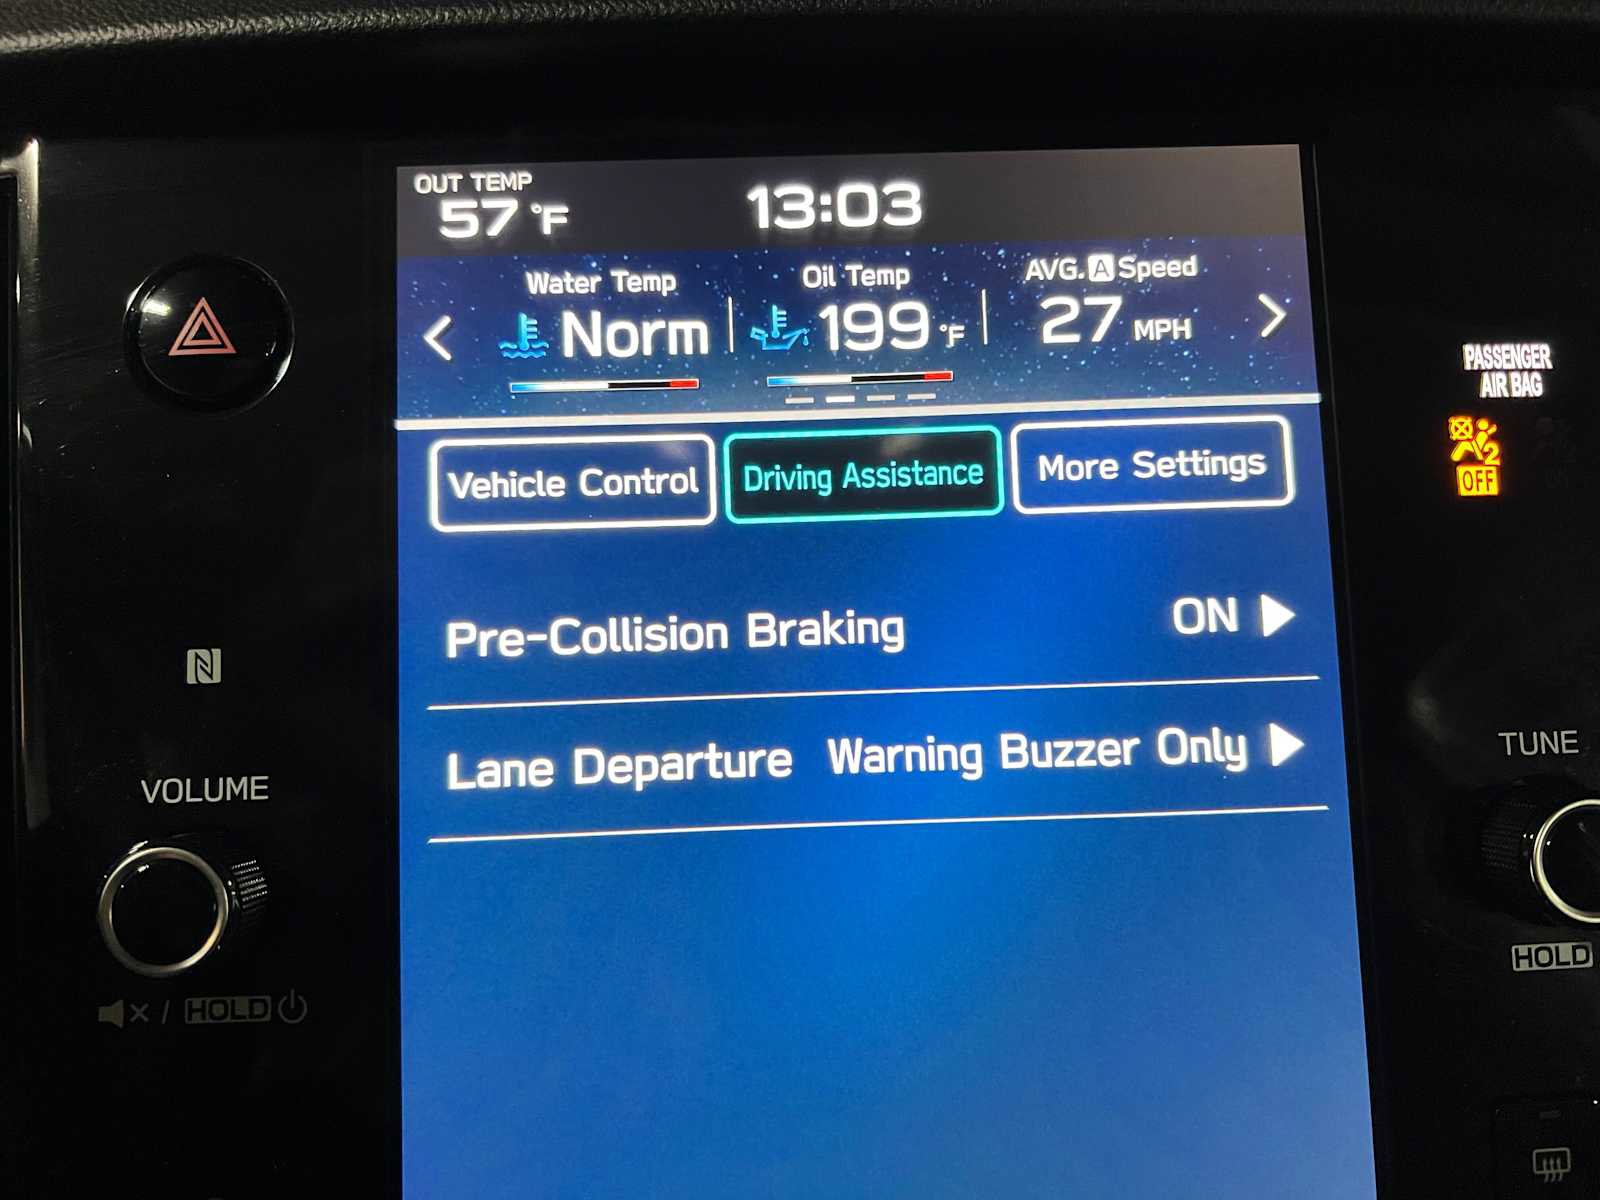 OUT TEMP
57 °F
13:03
Water Temp
Norm
Oil Temp
199 °F
AVG. A Speed
27 MPH
PASSENGER
AIR BAG
2
OFF
Vehicle Control
Driving Assistance
More Settings
Pre-Collision Braking ON
Lane Departure Warning Buzzer Only
N
VOLUME
/ HOLD
TUNE
HOLD